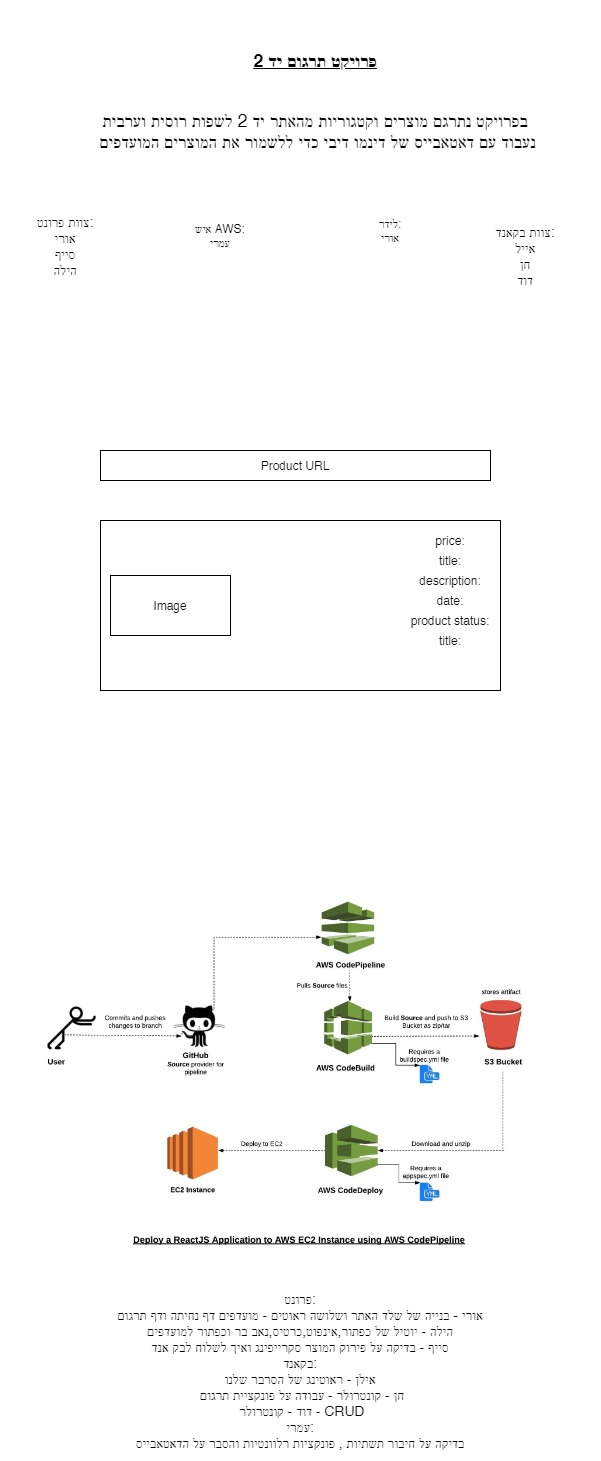 פרויקט תרגום יד 2
בפרויקט נתרגם מוצרים וקטגוריות מהאתר יד 2 לשפות רוסית וערבית
נעבוד עם דאטאבייס של דינמו דיבי כדי ללשמור את המוצרים המועדפים
צוות פרונט:
אורי
סייף
הילה
איש AWS:
עמרי
לידר:
אורי
צוות בקאנד:
אייל
חן
דוד
Product URL
Image
price:
title:
description:
date:
product status:
title:
AWS CodePipeline
Pulls Source files
Commits and pushes
changes to branch
User
GitHub
Source provider for
pipeline
AWS CodeBuild
Build Source and push to S3
Bucket as zip/tar
Requires a
buildspec.yml file
YML
stores artifact
S3 Bucket
Download and unzip
AWS CodeDeploy
Requires a
appspec.yml file
YML
Deploy to EC2
EC2 Instance
Deploy a ReactJS Application to AWS EC2 Instance using AWS CodePipeline
פרונט:
אורי - בנייה של שלד האתר ושלושה ראוטים - מועדפים דף נחיתה ודף תרגום
הילה - יוטיל של כפתור,אינפוט,כרטיס,נאב בר וכפתור למועדפים
סייף - בדיקה על פירוק המוצר סקרייפינג ואיך לשלוח לבק אנד
בקאנד:
אילן - ראוטינג של הסרבר שלנו
חן - קונטרולר - עבודה על פונקציית תרגום
דוד - קונטרולר - CRUD
עמרי:
בדיקה על חיבור תשתיות , פונקציות רלוונטיות והסבר על הדאטאבייס